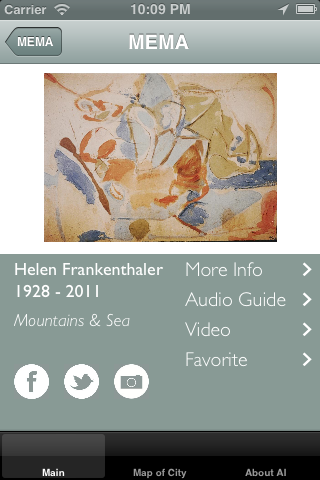 Carrier 10:09 PM
MEMA MEMA
Helen Frankenthaler
1928 - 2011
Mountains & Sea
More Info
Audio Guide
Video
Favorite
Main Map of City About AI